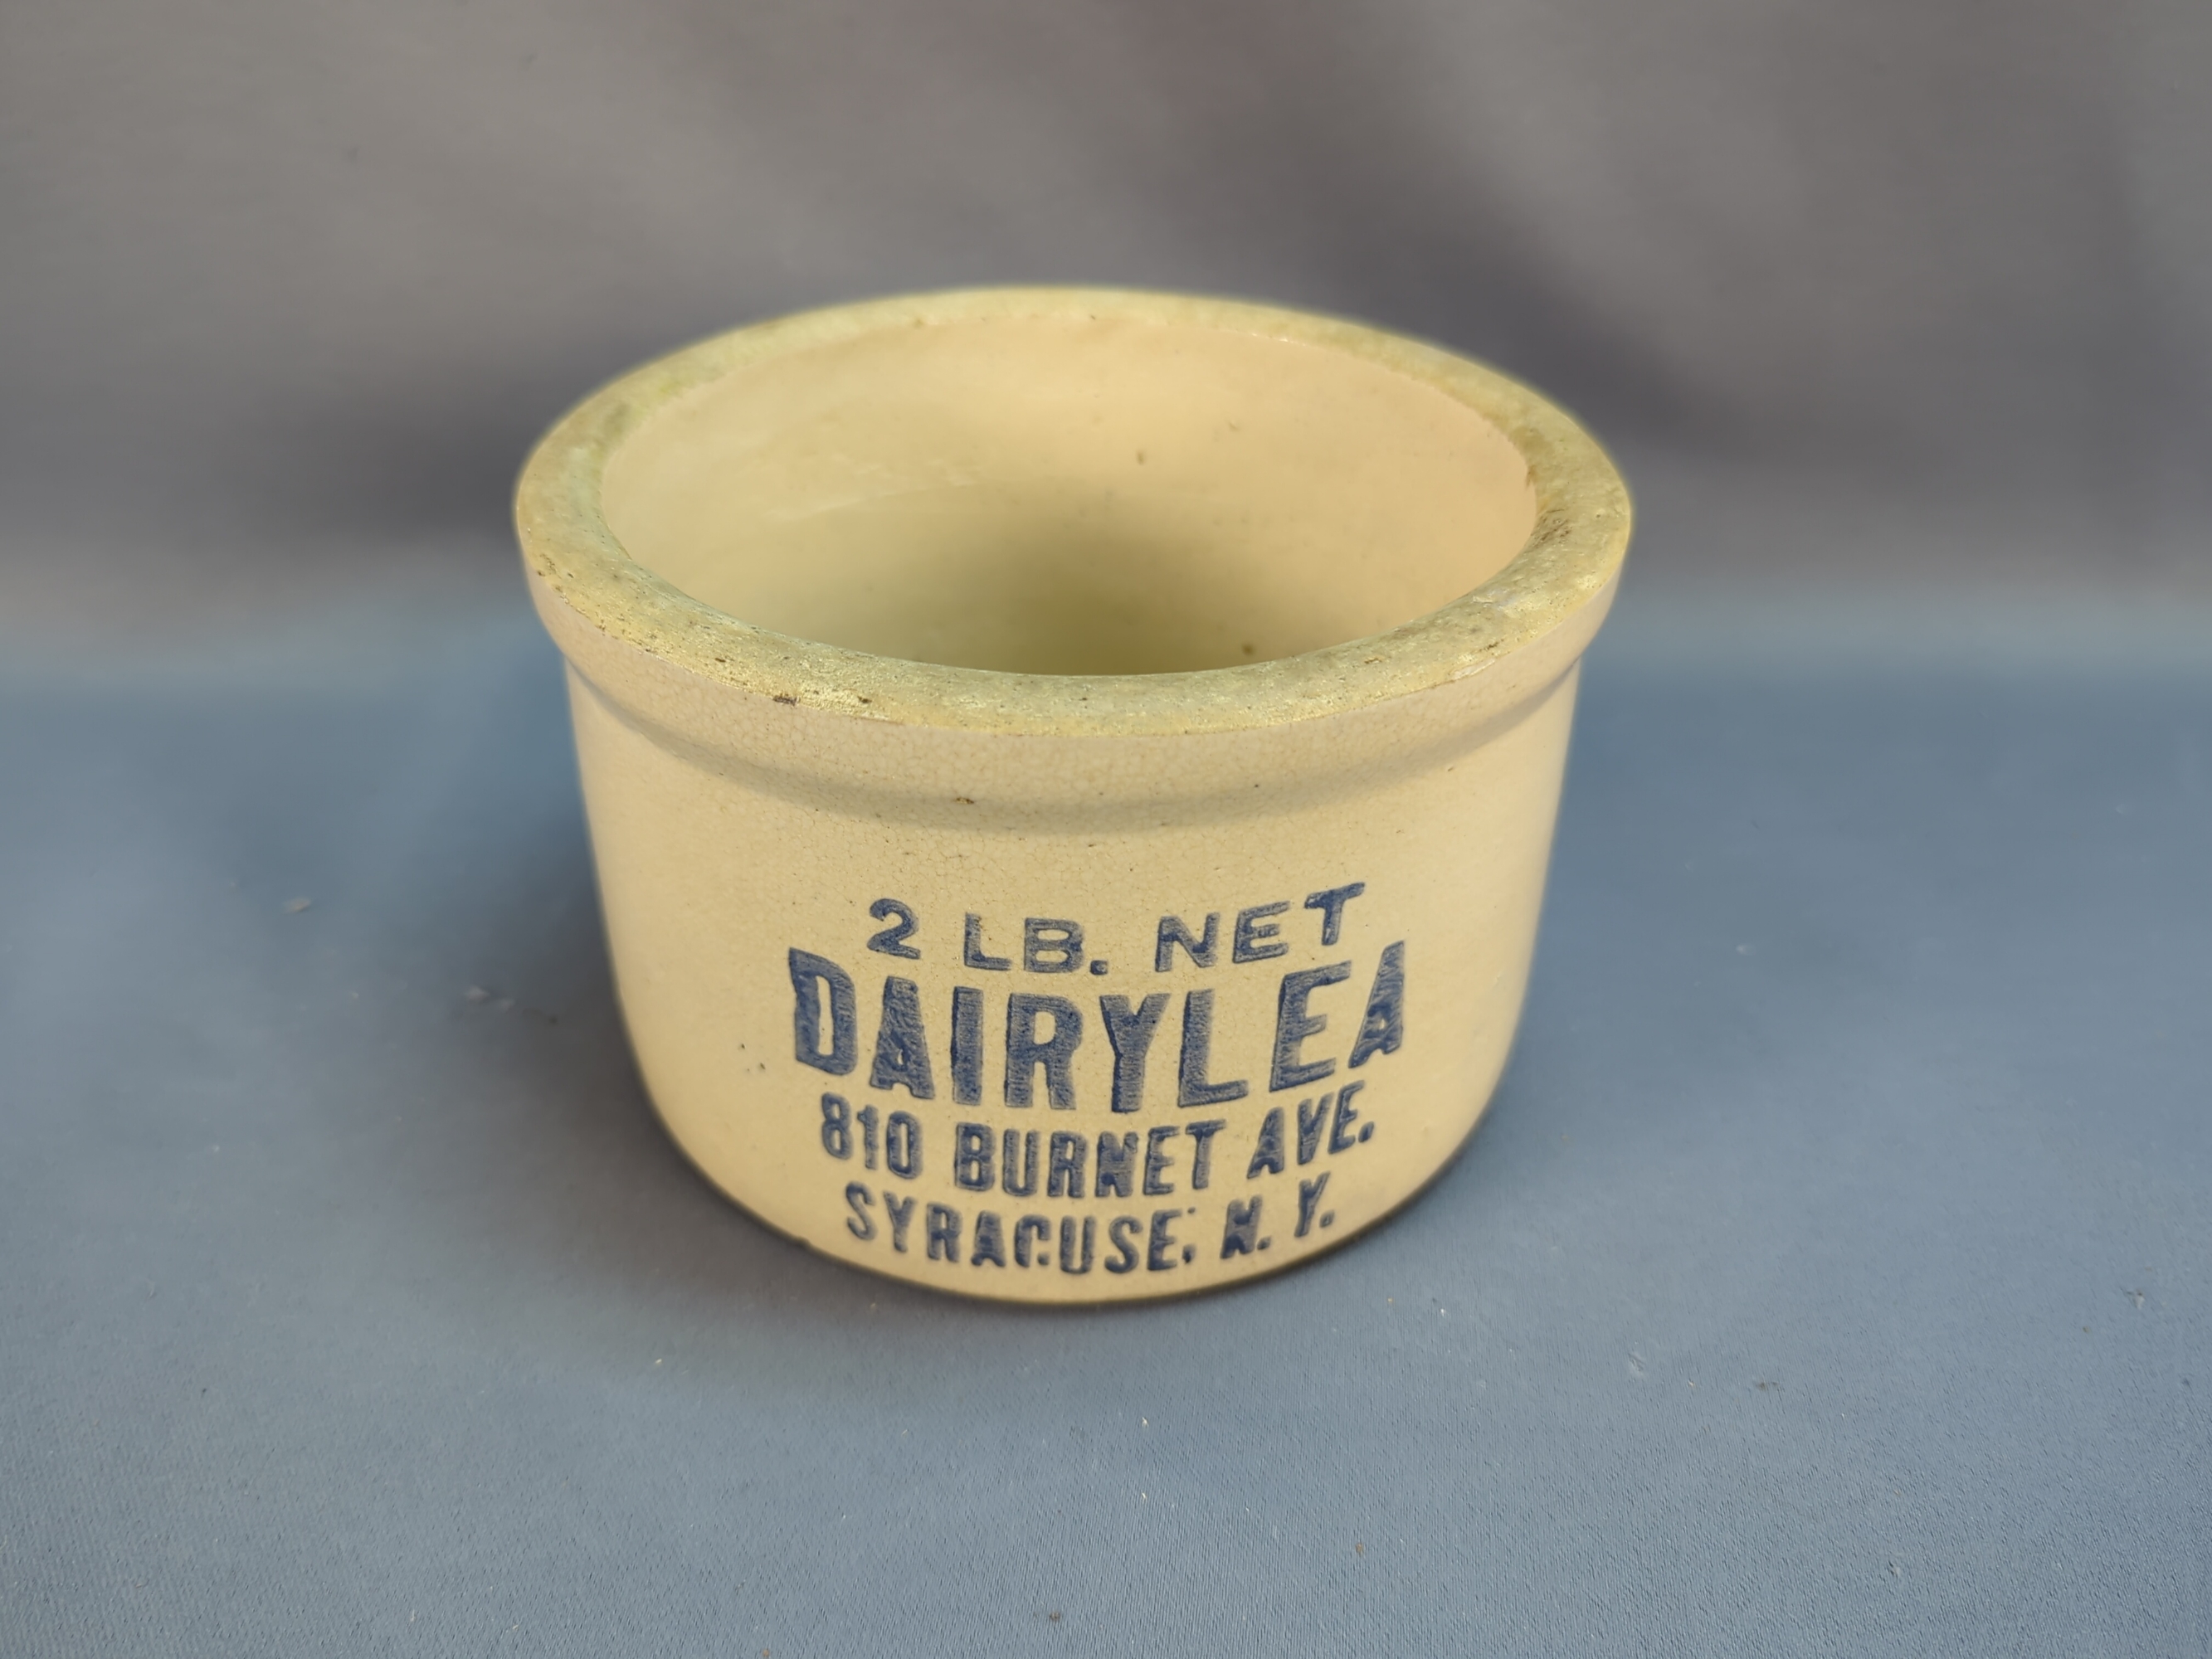 2 LB. NET
DAIRYLEA
810 BURNET AVE.
SYRACUSE, N. Y.